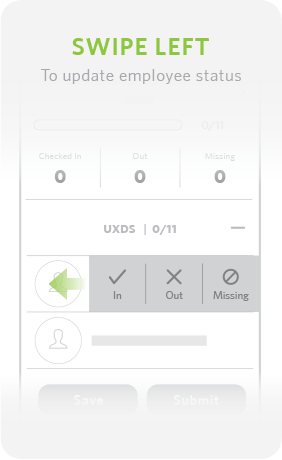 SWIPE LEFT
To update employee status
0/11
Checked In Out Missing
0 0 0
UXDS | 0/11
In Out Missing
Save Submit